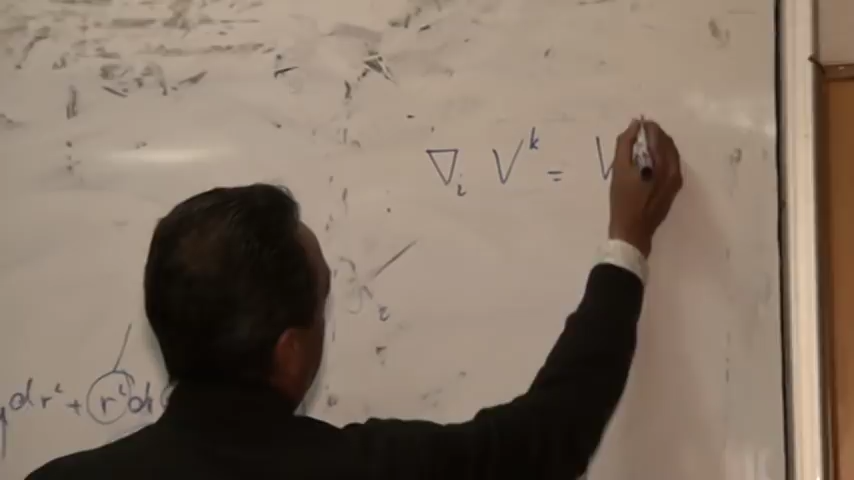 ∇ᵢ Vᵏ = V
dr² + r²d